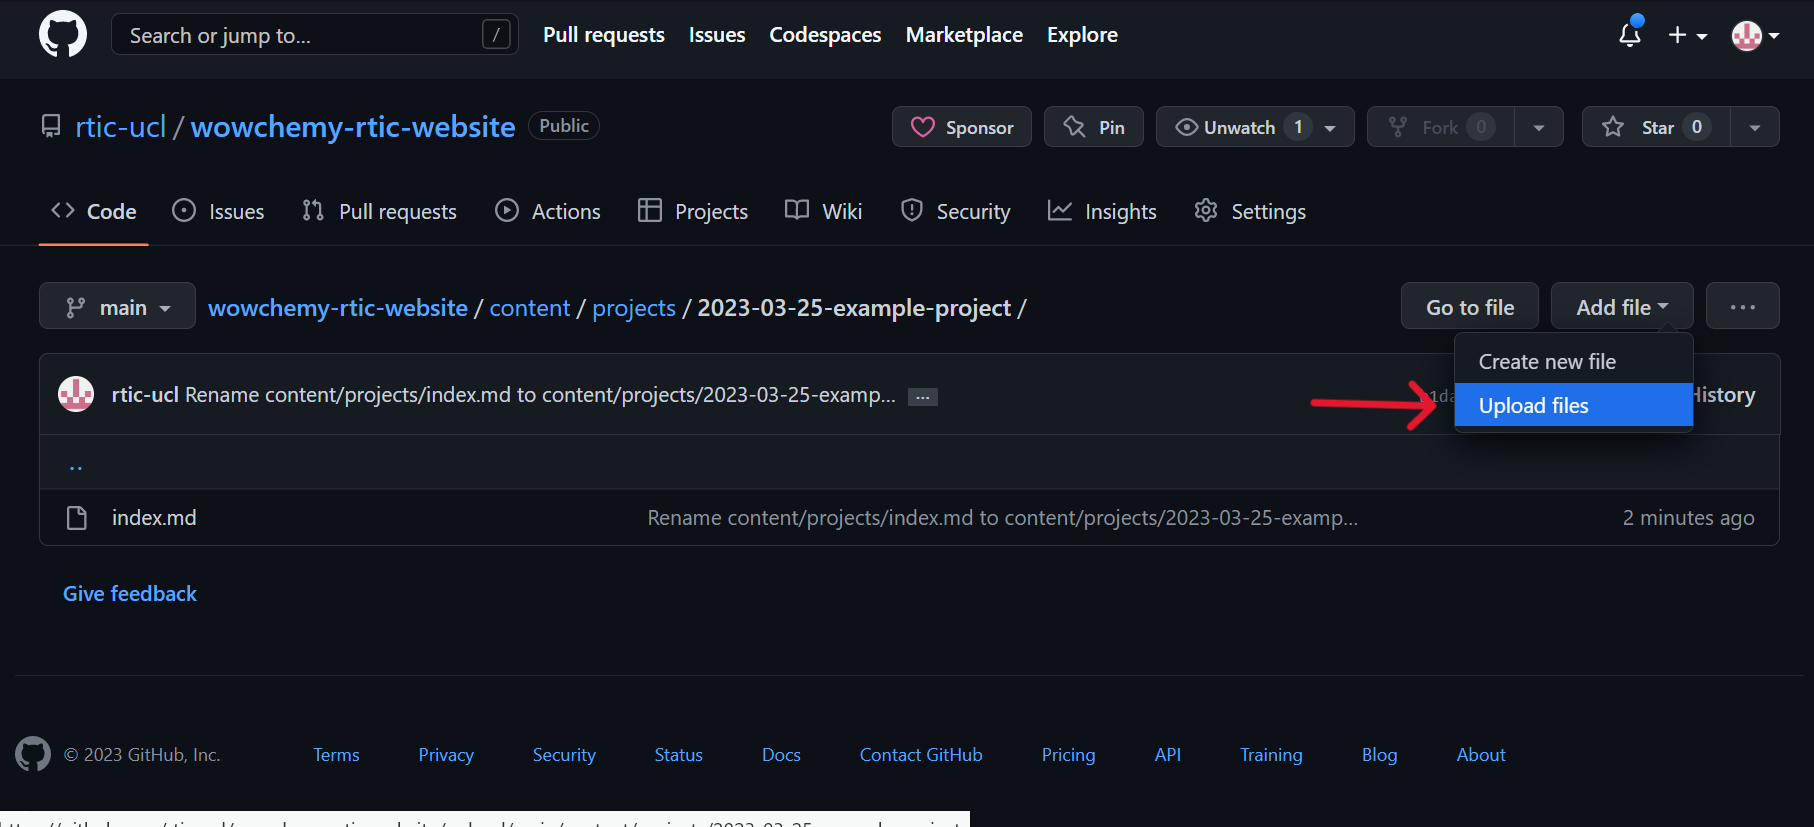 Search or jump to... / Pull requests Issues Codespaces Marketplace Explore
rtic-ucl / wowchemy-rtic-website Public Sponsor Pin Unwatch 1 Fork 0 Star 0
Code Issues Pull requests Actions Projects Wiki Security Insights Settings
main wowchemy-rtic-website / content / projects / 2023-03-25-example-project / Go to file Add file ...
Create new file
rtic-ucl Rename content/projects/index.md to content/projects/2023-03-25-examp... ... History
Upload files
..
index.md Rename content/projects/index.md to content/projects/2023-03-25-examp... 2 minutes ago
Give feedback
© 2023 GitHub, Inc. Terms Privacy Security Status Docs Contact GitHub Pricing API Training Blog About